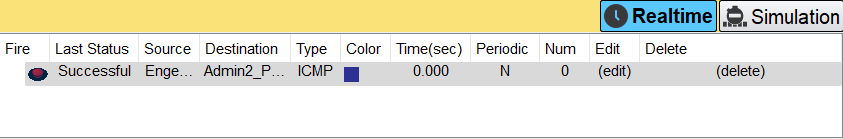 Realtime Simulation
Fire Last Status Source Destination Type Color Time(sec) Periodic Num Edit Delete
Successful Enge... Admin2_P... ICMP 0.000 N 0 (edit) (delete)